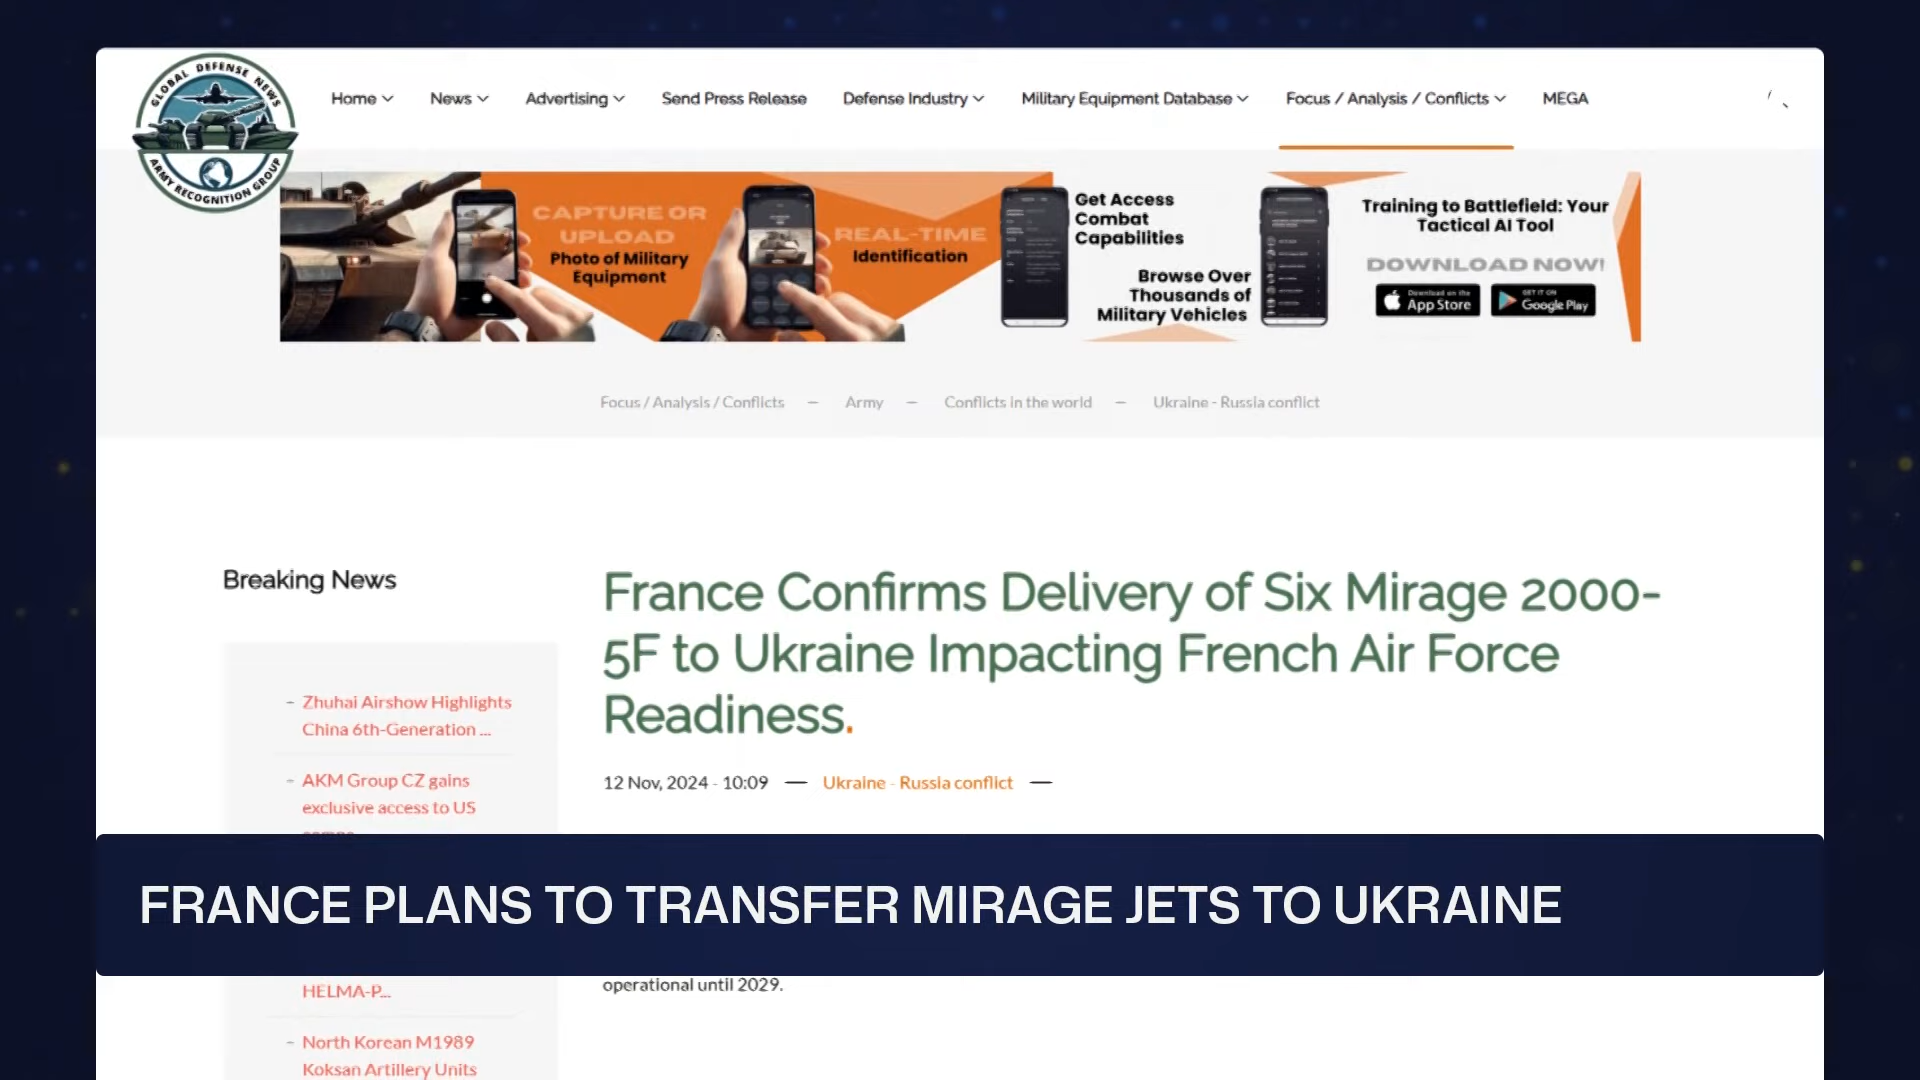 GLOBAL DEFENSE NEWS
ARMY RECOGNITION GROUP
Home
News
Advertising
Send Press Release
Defense Industry
Military Equipment Database
Focus / Analysis / Conflicts
MEGA
CAPTURE OR
UPLOAD
Photo of Military
Equipment
REAL-TIME
Identification
Get Access
Combat
Capabilities
Browse Over
Thousands of
Military Vehicles
Training to Battlefield: Your
Tactical AI Tool
DOWNLOAD NOW!
Download on the
App Store
GET IT ON
Google Play
Focus / Analysis / Conflicts — Army — Conflicts in the world — Ukraine - Russia conflict
Breaking News
– Zhuhai Airshow Highlights
China 6th-Generation ...
– AKM Group CZ gains
exclusive access to US
HELMA-P...
– North Korean M1989
Koksan Artillery Units
France Confirms Delivery of Six Mirage 2000-
5F to Ukraine Impacting French Air Force
Readiness.
12 Nov, 2024 - 10:09 — Ukraine - Russia conflict —
FRANCE PLANS TO TRANSFER MIRAGE JETS TO UKRAINE
operational until 2029.